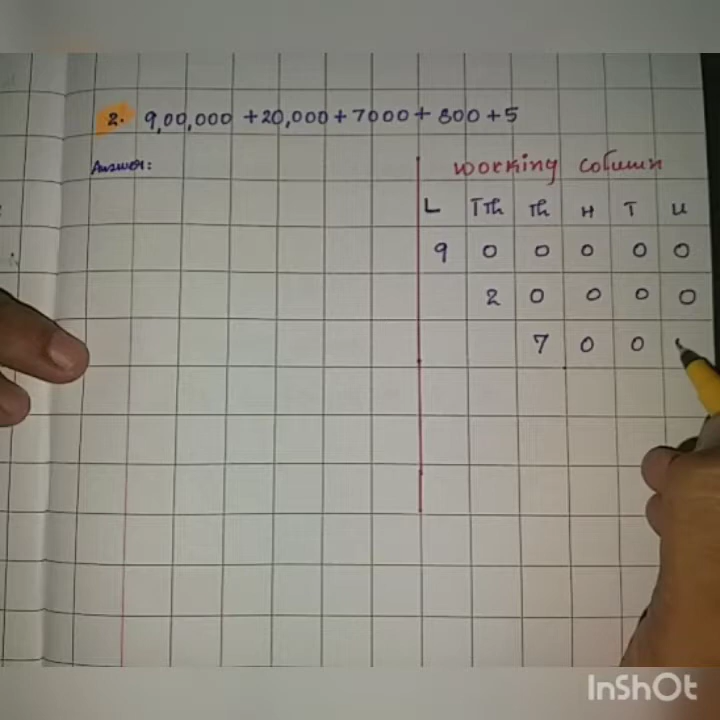 2. 9,00,000 + 20,000 + 7000 + 800 + 5
Answer:
working column
L TTh Th H T U
9 0 0 0 0 0
2 0 0 0 0
7 0 0
InShOt